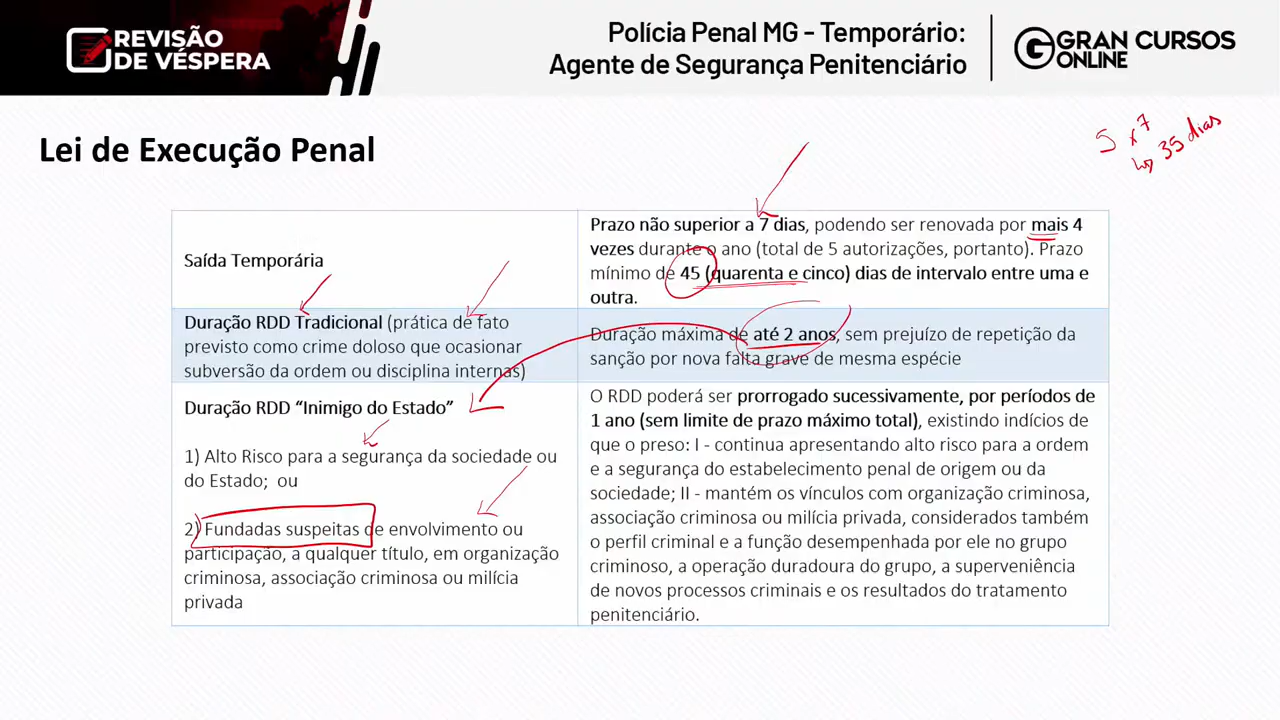 REVISÃO
DE VÉSPERA
Polícia Penal MG - Temporário:
Agente de Segurança Penitenciário
GRAN CURSOS
ONLINE
Lei de Execução Penal
5 x 7
↳ 35 dias
Saída Temporária
Prazo não superior a 7 dias, podendo ser renovada por mais 4
vezes durante o ano (total de 5 autorizações, portanto). Prazo
mínimo de 45 (quarenta e cinco) dias de intervalo entre uma e
outra.
Duração RDD Tradicional (prática de fato
previsto como crime doloso que ocasionar
subversão da ordem ou disciplina internas)
Duração máxima de até 2 anos, sem prejuízo de repetição da
sanção por nova falta grave de mesma espécie
Duração RDD “Inimigo do Estado”
1) Alto Risco para a segurança da sociedade ou
do Estado; ou
2) Fundadas suspeitas de envolvimento ou
participação, a qualquer título, em organização
criminosa, associação criminosa ou milícia
privada
O RDD poderá ser prorrogado sucessivamente, por períodos de
1 ano (sem limite de prazo máximo total), existindo indícios de
que o preso: I - continua apresentando alto risco para a ordem
e a segurança do estabelecimento penal de origem ou da
sociedade; II - mantém os vínculos com organização criminosa,
associação criminosa ou milícia privada, considerados também
o perfil criminal e a função desempenhada por ele no grupo
criminoso, a operação duradoura do grupo, a superveniência
de novos processos criminais e os resultados do tratamento
penitenciário.